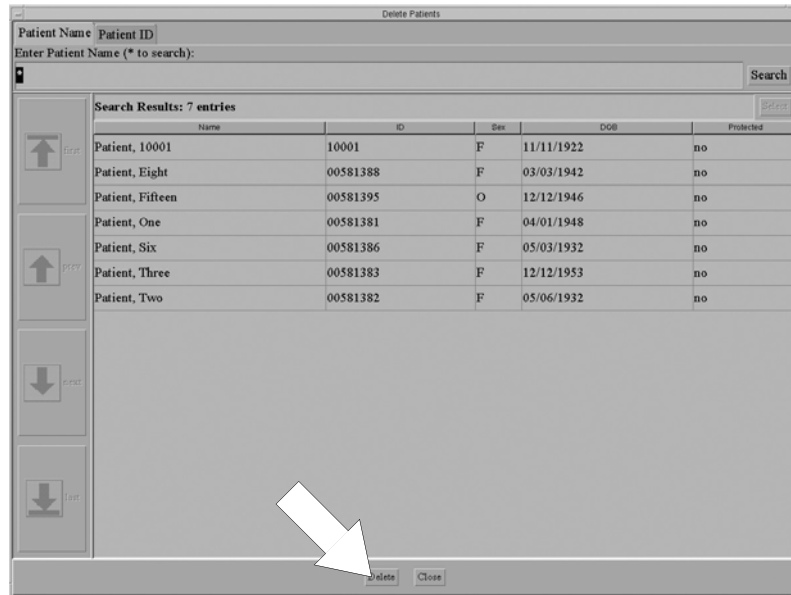 Delete Patients
Patient Name Patient ID
Enter Patient Name (* to search):
*
Search
Search Results: 7 entries Select
Name ID Sex DOB Protected
first
Patient, 10001 10001 F 11/11/1922 no
Patient, Eight 00581388 F 03/03/1942 no
Patient, Fifteen 00581395 O 12/12/1946 no
Patient, One 00581381 F 04/01/1948 no
Patient, Six 00581386 F 05/03/1932 no
prev
Patient, Three 00581383 F 12/12/1953 no
Patient, Two 00581382 F 05/06/1932 no
next
last
Delete Close